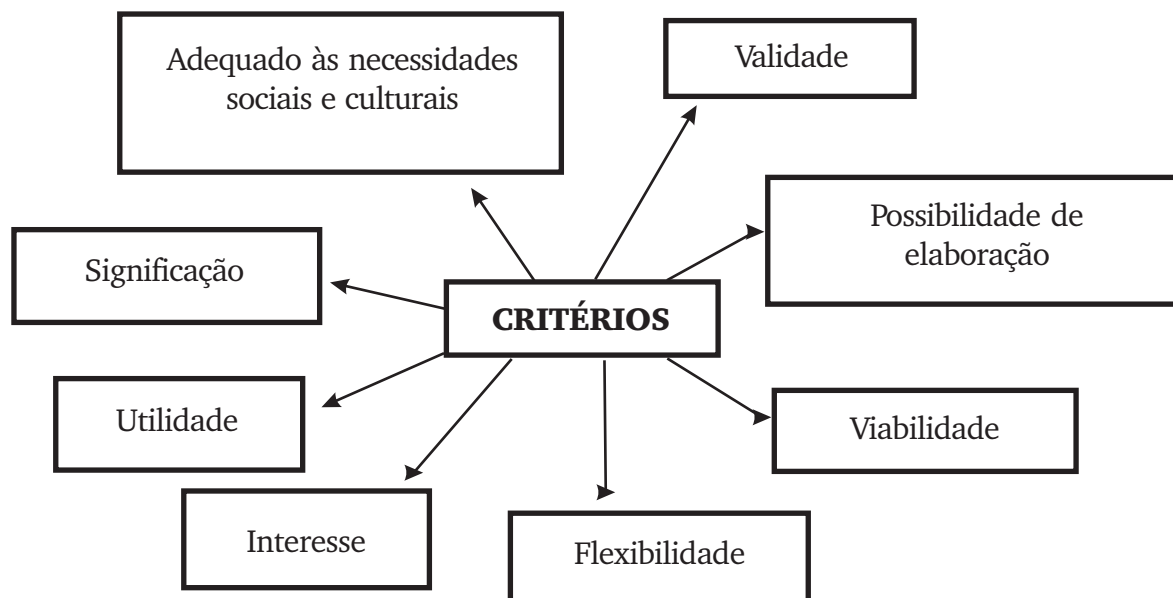 Adequado às necessidades
sociais e culturais
Validade
Possibilidade de
elaboração
Significação
CRITÉRIOS
Utilidade
Viabilidade
Interesse
Flexibilidade